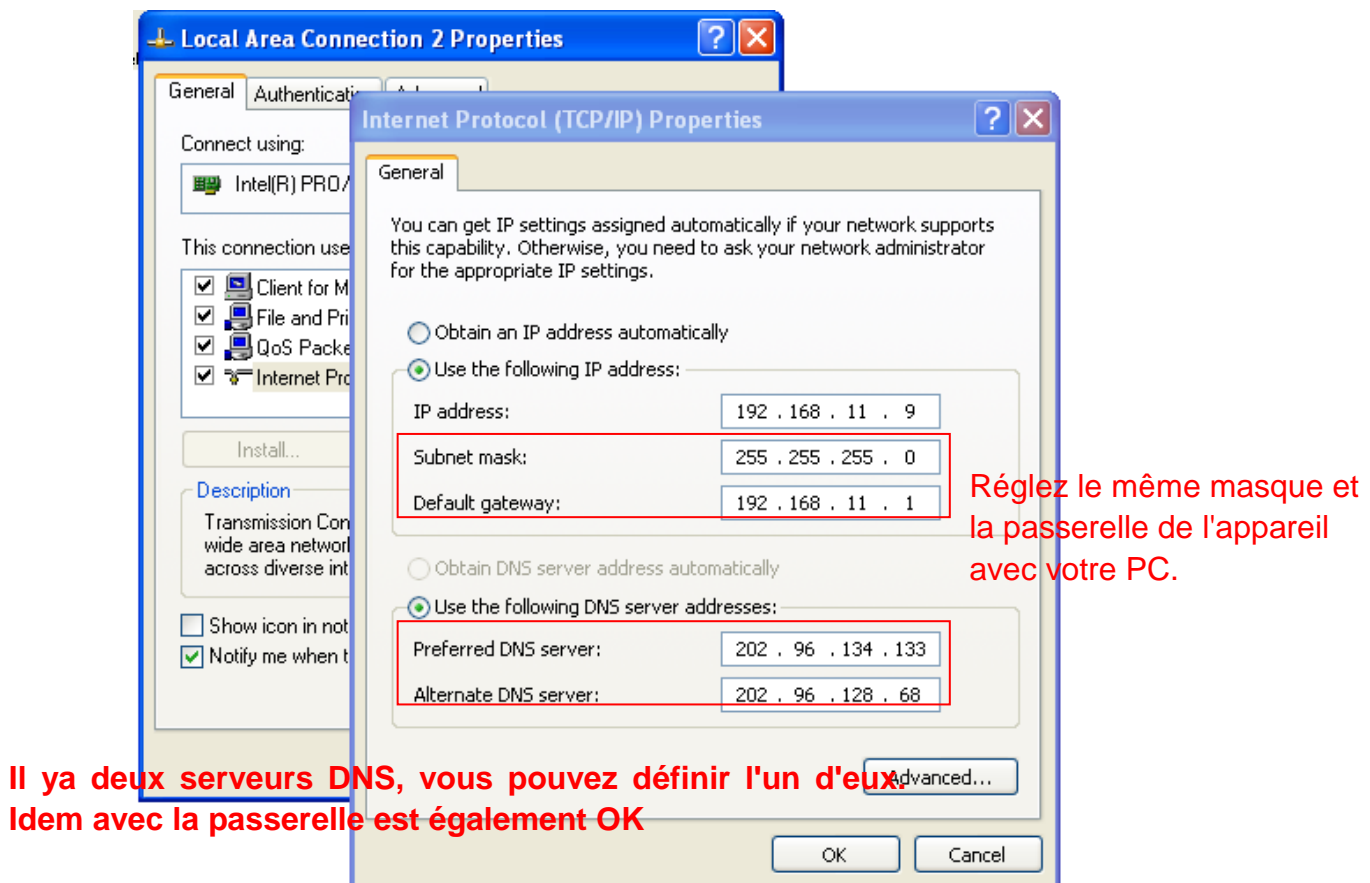 Local Area Connection 2 Properties
General
Connect using:
Intel(R) PRO/
This connection use
Client for M
File and Pri
QoS Packe
Internet Pro
Install...
Description
Transmission Con
wide area network
across diverse int
Show icon in not
Notify me when t
Internet Protocol (TCP/IP) Properties
General
You can get IP settings assigned automatically if your network supports
this capability. Otherwise, you need to ask your network administrator
for the appropriate IP settings.
Obtain an IP address automatically
Use the following IP address:
IP address: 192 . 168 . 11 . 9
Subnet mask: 255 . 255 . 255 . 0
Default gateway: 192 . 168 . 11 . 1
Réglez le même masque et
la passerelle de l'appareil
avec votre PC.
Obtain DNS server address automatically
Use the following DNS server addresses:
Preferred DNS server: 202 . 96 . 134 . 133
Alternate DNS server: 202 . 96 . 128 . 68
Il ya deux serveurs DNS, vous pouvez définir l'un d'eux.
Idem avec la passerelle est également OK
Advanced...
OK Cancel